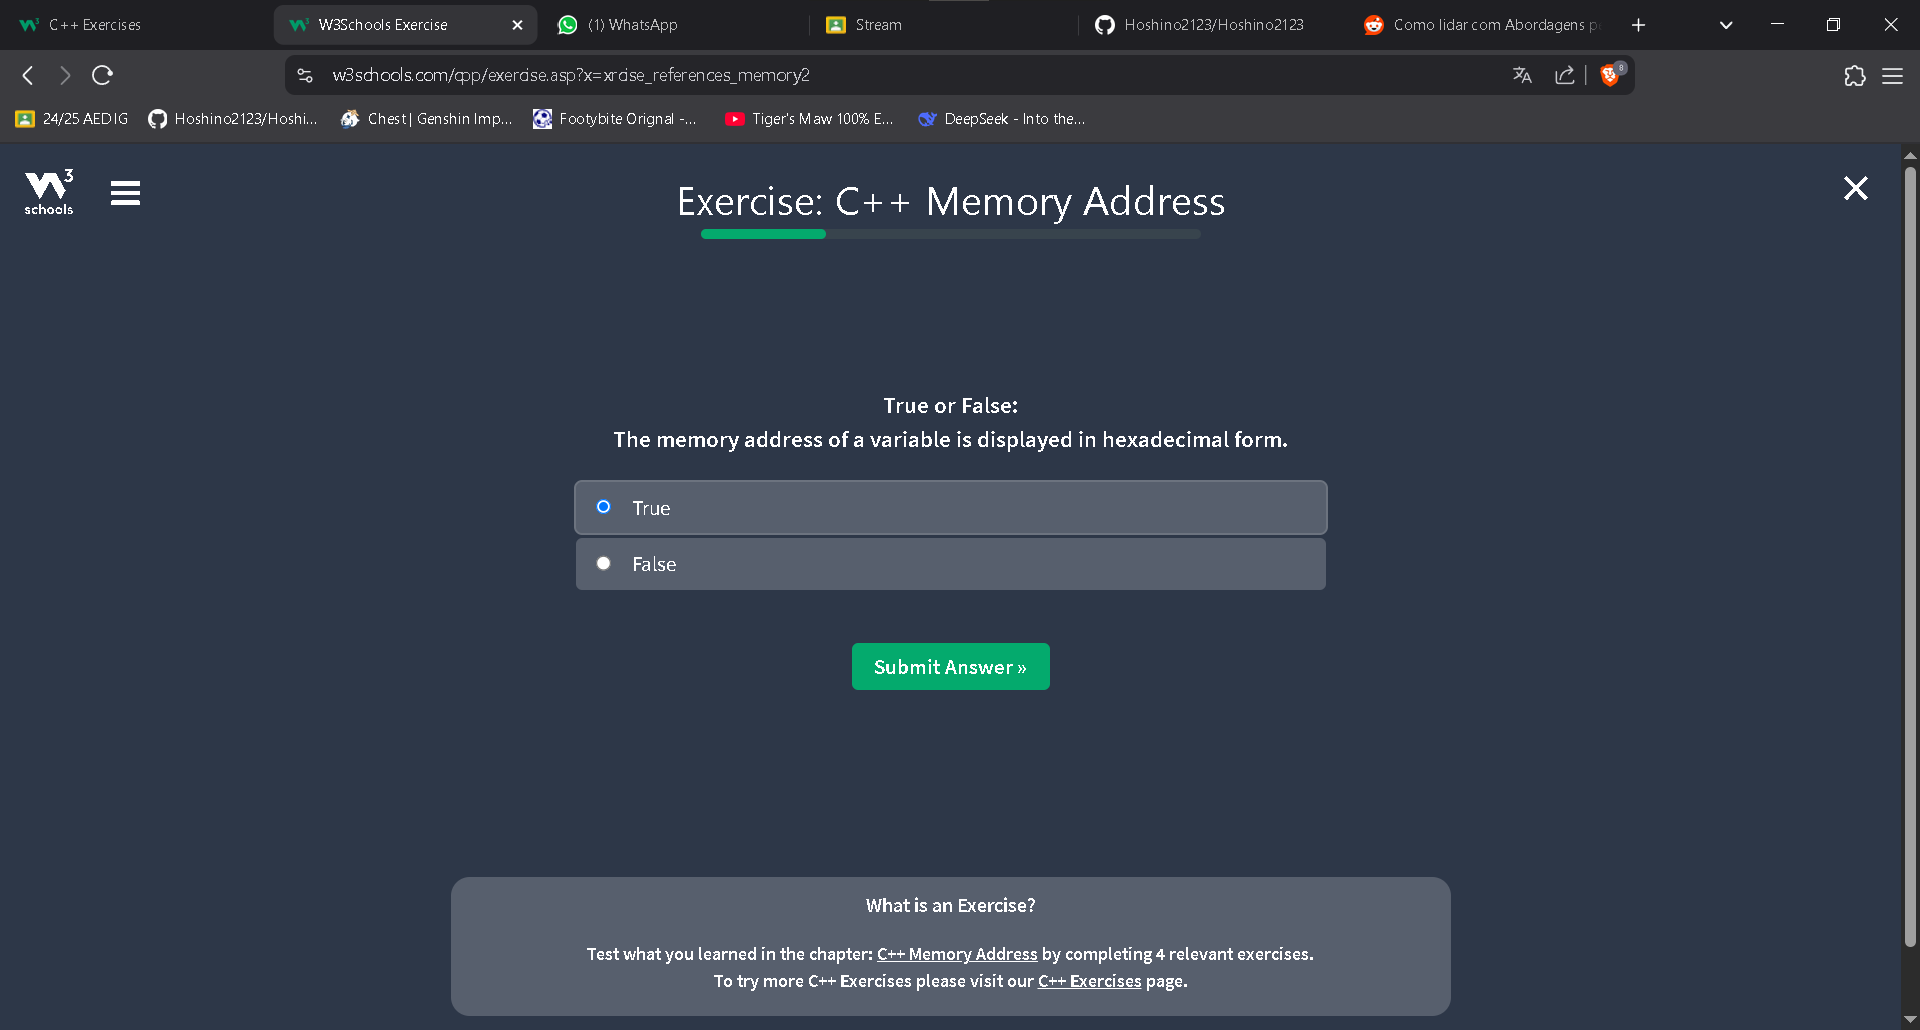 C++ Exercises
W3Schools Exercise
(1) WhatsApp
Stream
Hoshino2123/Hoshino2123
Como lidar com Abordagens
w3schools.com/cpp/exercise.asp?x=xrcise_references_memory2
24/25 AEDIG
Hoshino2123/Hoshi...
Chest | Genshin Imp...
Footybite Orignal -...
Tiger's Maw 100% E...
DeepSeek - Into the...
W3 schools
Exercise: C++ Memory Address
True or False:
The memory address of a variable is displayed in hexadecimal form.
True
False
Submit Answer »
What is an Exercise?
Test what you learned in the chapter: C++ Memory Address by completing 4 relevant exercises.
To try more C++ Exercises please visit our C++ Exercises page.